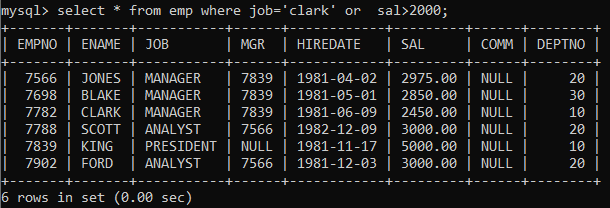 mysql> select * from emp where job='clark' or  sal>2000;
+-------+-------+-----------+------+------------+---------+------+--------+
| EMPNO | ENAME | JOB       | MGR  | HIREDATE   | SAL     | COMM | DEPTNO |
+-------+-------+-----------+------+------------+---------+------+--------+
|  7566 | JONES | MANAGER   | 7839 | 1981-04-02 | 2975.00 | NULL |     20 |
|  7698 | BLAKE | MANAGER   | 7839 | 1981-05-01 | 2850.00 | NULL |     30 |
|  7782 | CLARK | MANAGER   | 7839 | 1981-06-09 | 2450.00 | NULL |     10 |
|  7788 | SCOTT | ANALYST   | 7566 | 1982-12-09 | 3000.00 | NULL |     20 |
|  7839 | KING  | PRESIDENT | NULL | 1981-11-17 | 5000.00 | NULL |     10 |
|  7902 | FORD  | ANALYST   | 7566 | 1981-12-03 | 3000.00 | NULL |     20 |
+-------+-------+-----------+------+------------+---------+------+--------+
6 rows in set (0.00 sec)